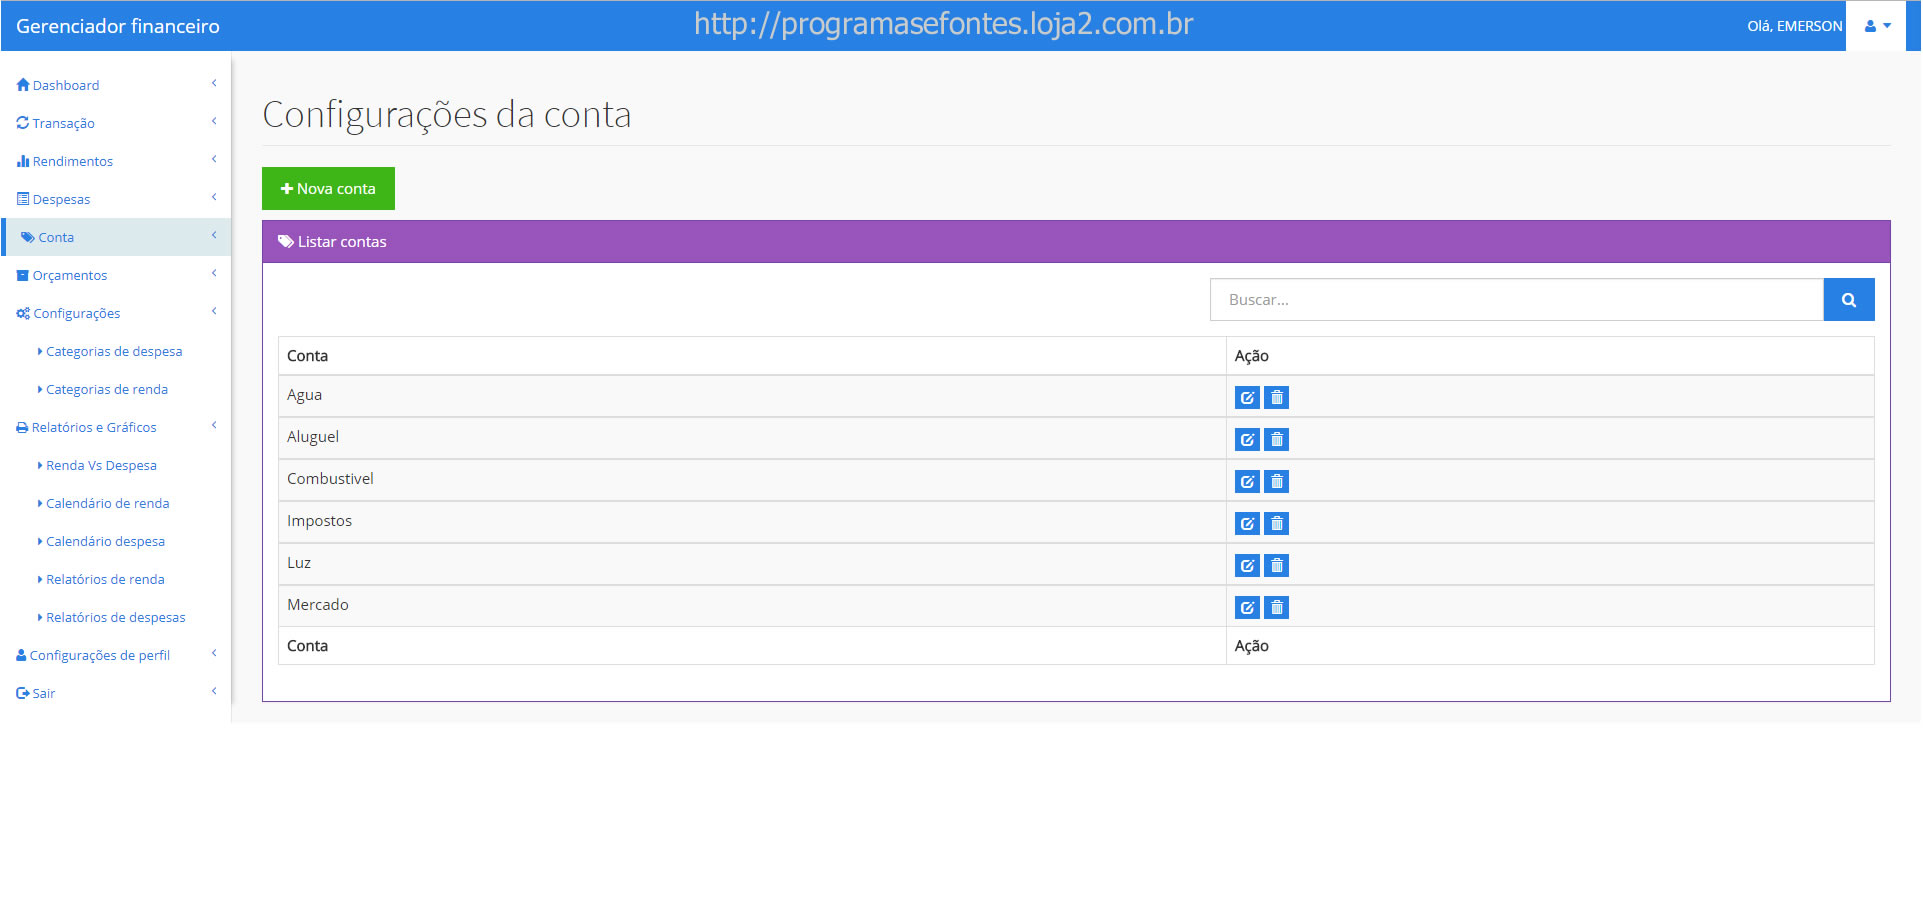 Gerenciador financeiro
http://programasefontes.loja2.com.br
Olá, EMERSON
Dashboard
Transação
Rendimentos
Despesas
Conta
Orçamentos
Configurações
Categorias de despesa
Categorias de renda
Relatórios e Gráficos
Renda Vs Despesa
Calendário de renda
Calendário despesa
Relatórios de renda
Relatórios de despesas
Configurações de perfil
Sair
Configurações da conta
Nova conta
Listar contas
Buscar...
Conta Ação
Agua
Aluguel
Combustivel
Impostos
Luz
Mercado
Conta Ação